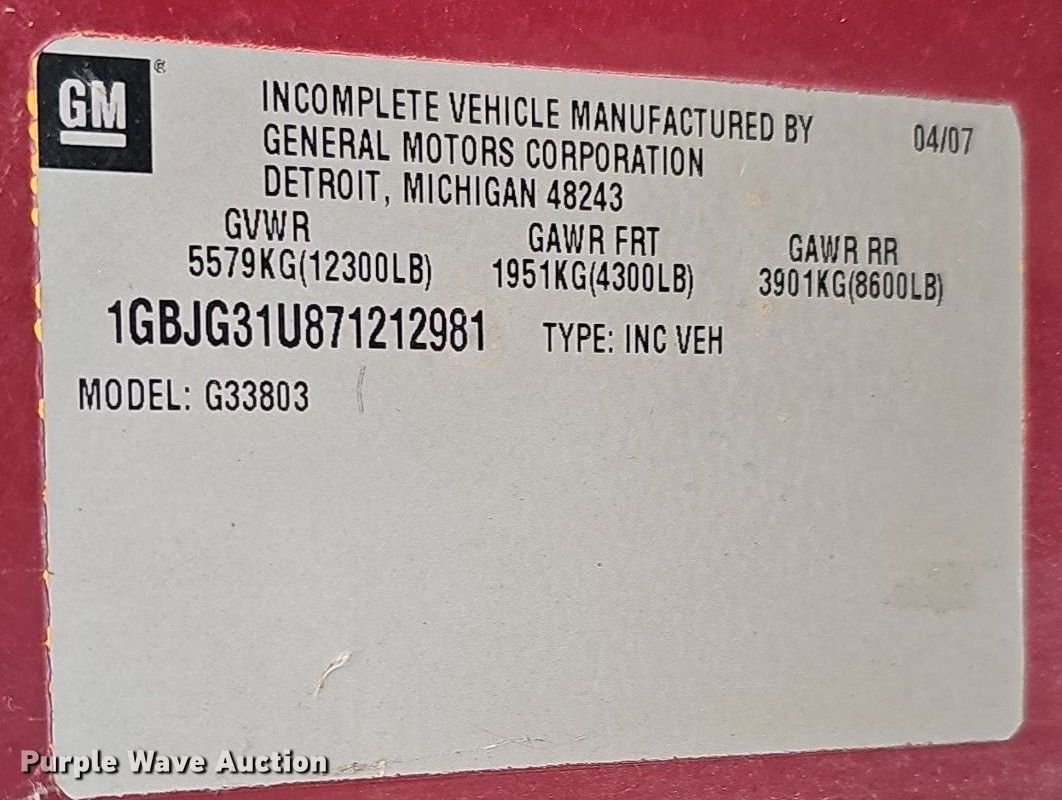 GM ®
INCOMPLETE VEHICLE MANUFACTURED BY 04/07
GENERAL MOTORS CORPORATION
DETROIT, MICHIGAN 48243
GVWR GAWR FRT GAWR RR
5579KG(12300LB) 1951KG(4300LB) 3901KG(8600LB)
1GBJG31U871212981 TYPE: INC VEH
MODEL: G33803
Purple Wave Auction